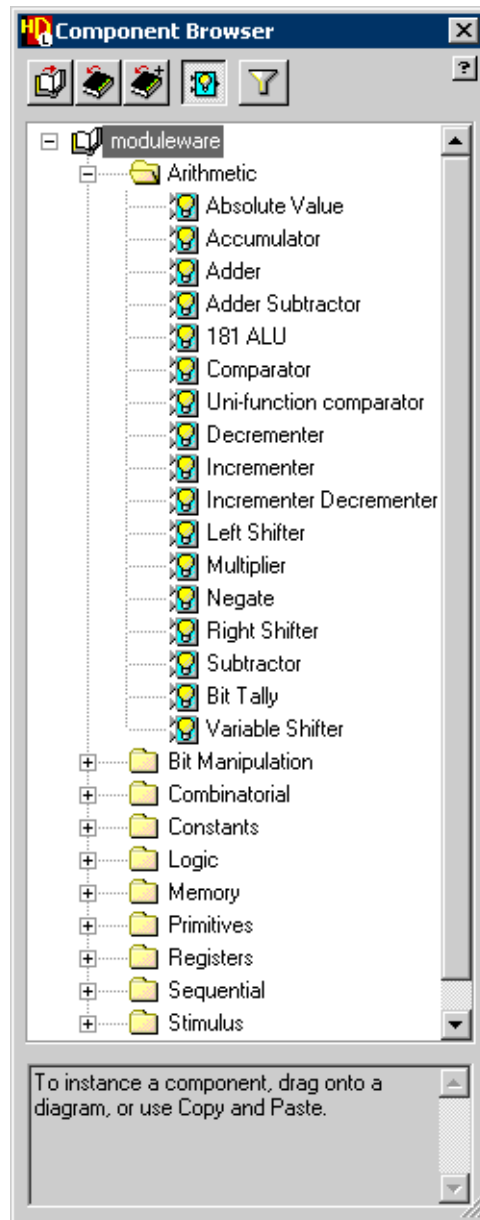 HD L Component Browser
?
moduleware
Arithmetic
Absolute Value
Accumulator
Adder
Adder Subtractor
181 ALU
Comparator
Uni-function comparator
Decrementer
Incrementer
Incrementer Decrementer
Left Shifter
Multiplier
Negate
Right Shifter
Subtractor
Bit Tally
Variable Shifter
Bit Manipulation
Combinatorial
Constants
Logic
Memory
Primitives
Registers
Sequential
Stimulus
To instance a component, drag onto a
diagram, or use Copy and Paste.